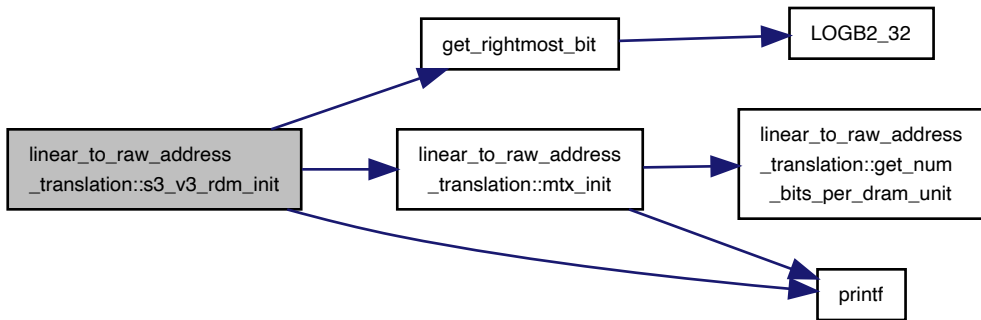 linear_to_raw_address
_translation::s3_v3_rdm_init
get_rightmost_bit
LOGB2_32
linear_to_raw_address
_translation::mtx_init
linear_to_raw_address
_translation::get_num
_bits_per_dram_unit
printf